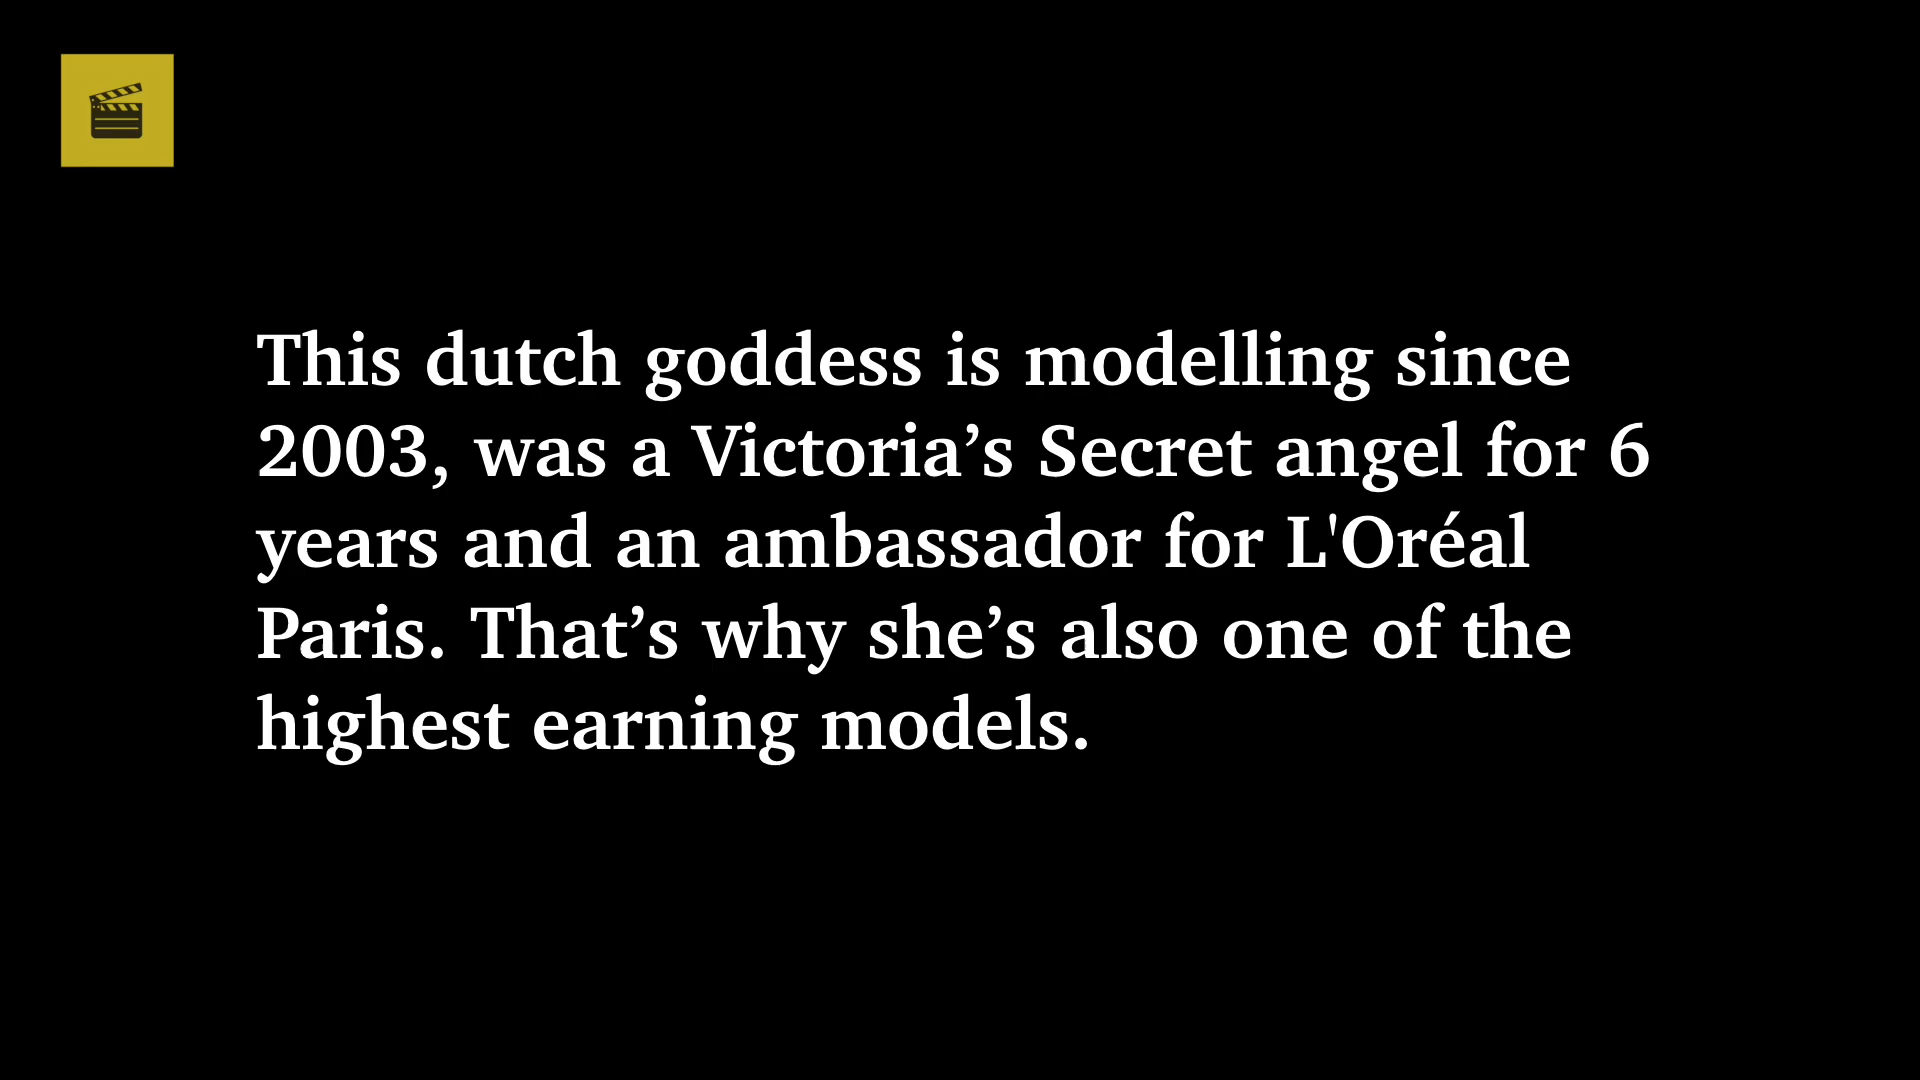 This dutch goddess is modelling since
2003, was a Victoria’s Secret angel for 6
years and an ambassador for L'Oréal
Paris. That’s why she’s also one of the
highest earning models.